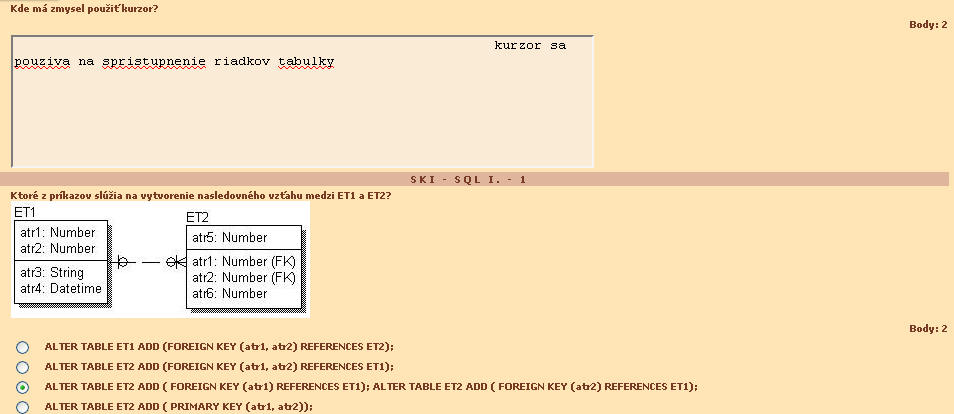 Kde má zmysel použiť kurzor?
Body: 2
kurzor sa
pouziva na spristupnenie riadkov tabulky
SKI - SQL I. - 1
Ktoré z príkazov slúžia na vytvorenie nasledovného vzťahu medzi ET1 a ET2?
ET1
atr1: Number
atr2: Number
atr3: String
atr4: Datetime
ET2
atr5: Number
atr1: Number (FK)
atr2: Number (FK)
atr6: Number
Body: 2
ALTER TABLE ET1 ADD (FOREIGN KEY (atr1, atr2) REFERENCES ET2);
ALTER TABLE ET2 ADD (FOREIGN KEY (atr1, atr2) REFERENCES ET1);
ALTER TABLE ET2 ADD ( FOREIGN KEY (atr1) REFERENCES ET1); ALTER TABLE ET2 ADD ( FOREIGN KEY (atr2) REFERENCES ET1);
ALTER TABLE ET2 ADD ( PRIMARY KEY (atr1, atr2));